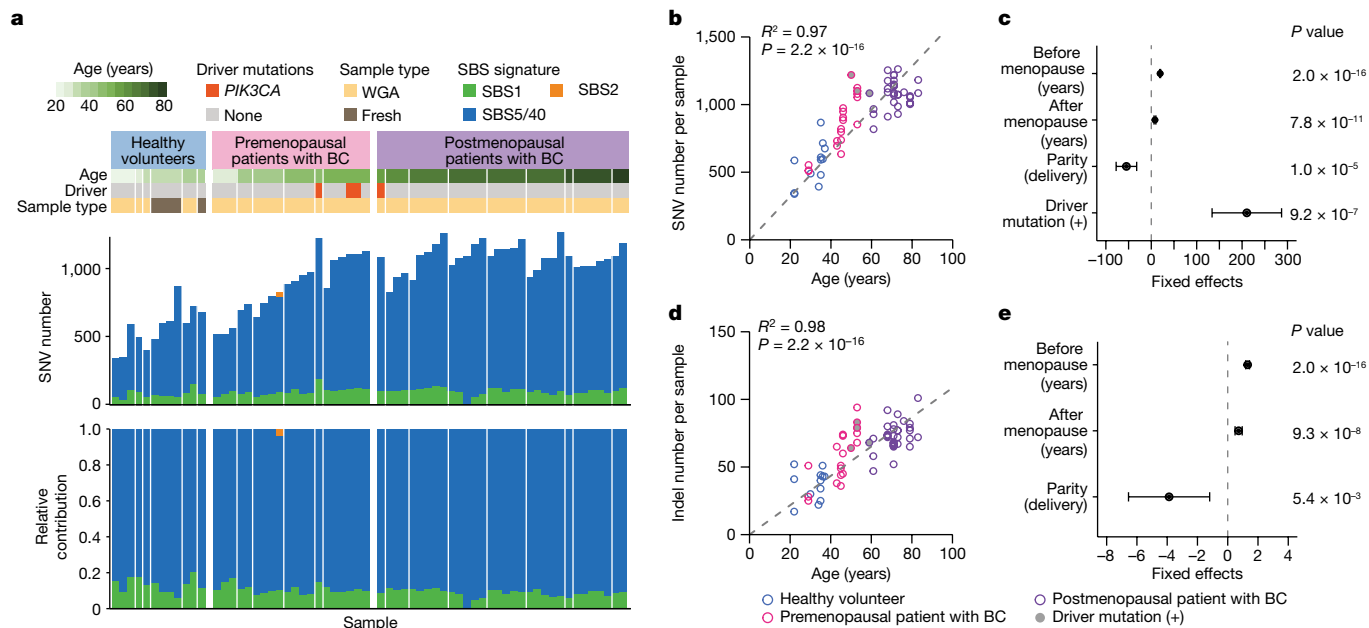 a
Age (years)
20 40 60 80
Driver mutations
PIK3CA
None
Sample type
WGA
Fresh
SBS signature
SBS1
SBS2
SBS5/40
Healthy
volunteers
Premenopausal
patients with BC
Postmenopausal
patients with BC
Age
Driver
Sample type
SNV number
1,000
500
0
Relative
contribution
1.0
0.8
0.6
0.4
0.2
0
Sample
b
R² = 0.97
P = 2.2 × 10⁻¹⁶
SNV number per sample
1,500
1,000
500
0
0 20 40 60 80 100
Age (years)
c
P value
Before
menopause
(years)
2.0 × 10⁻¹⁶
After
menopause
(years)
7.8 × 10⁻¹¹
Parity
(delivery)
1.0 × 10⁻⁵
Driver
mutation (+)
9.2 × 10⁻⁷
−100 0 100 200 300
Fixed effects
d
R² = 0.98
P = 2.2 × 10⁻¹⁶
Indel number per sample
150
100
50
0
0 20 40 60 80 100
Age (years)
e
P value
Before
menopause
(years)
2.0 × 10⁻¹⁶
After
menopause
(years)
9.3 × 10⁻⁸
Parity
(delivery)
5.4 × 10⁻³
−8 −6 −4 −2 0 2 4
Fixed effects
Healthy volunteer
Premenopausal patient with BC
Postmenopausal patient with BC
Driver mutation (+)